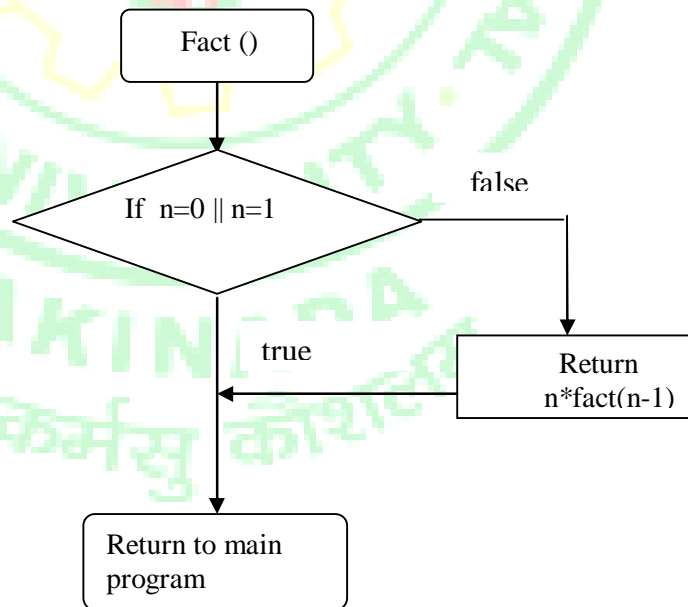 Fact ()
If n=0 || n=1
false
true
Return
n*fact(n-1)
Return to main
program